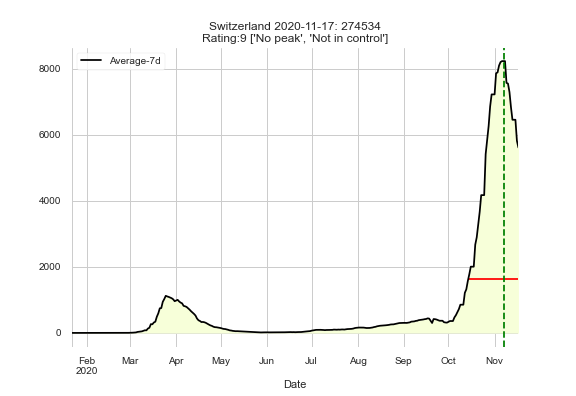 Switzerland 2020-11-17: 274534
Rating:9 ['No peak', 'Not in control']
Average-7d
8000
6000
4000
2000
0
Feb Mar Apr May Jun Jul Aug Sep Oct Nov
2020
Date